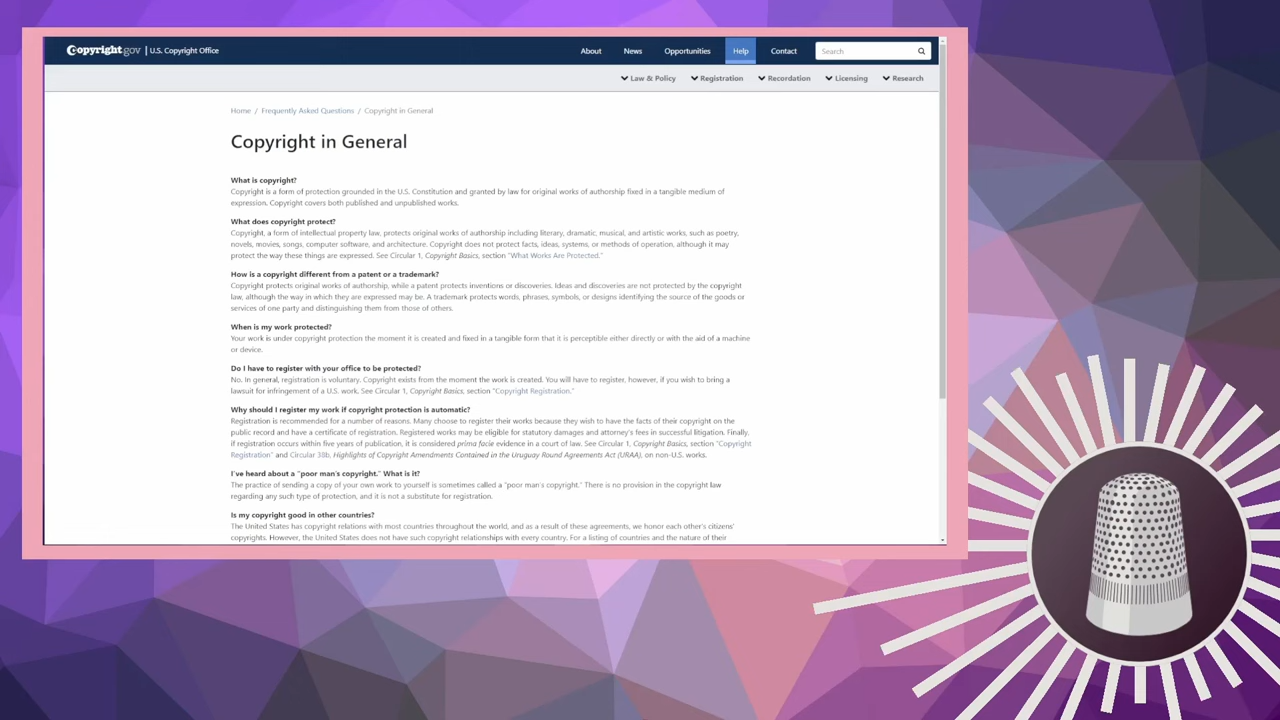 Copyright.gov | U.S. Copyright Office
About News Opportunities Help Contact Search
Law & Policy Registration Recordation Licensing Research
Home / Frequently Asked Questions / Copyright in General
Copyright in General
What is copyright?
Copyright is a form of protection grounded in the U.S. Constitution and granted by law for original works of authorship fixed in a tangible medium of
expression. Copyright covers both published and unpublished works.
What does copyright protect?
Copyright, a form of intellectual property law, protects original works of authorship including literary, dramatic, musical, and artistic works, such as poetry,
novels, movies, songs, computer software, and architecture. Copyright does not protect facts, ideas, systems, or methods of operation, although it may
protect the way these things are expressed. See Circular 1, Copyright Basics, section "What Works Are Protected."
How is a copyright different from a patent or a trademark?
Copyright protects original works of authorship, while a patent protects inventions or discoveries. Ideas and discoveries are not protected by the copyright
law, although the way in which they are expressed may be. A trademark protects words, phrases, symbols, or designs identifying the source of the goods or
services of one party and distinguishing them from those of others.
When is my work protected?
Your work is under copyright protection the moment it is created and fixed in a tangible form that it is perceptible either directly or with the aid of a machine
or device.
Do I have to register with your office to be protected?
No. In general, registration is voluntary. Copyright exists from the moment the work is created. You will have to register, however, if you wish to bring a
lawsuit for infringement of a U.S. work. See Circular 1, Copyright Basics, section "Copyright Registration."
Why should I register my work if copyright protection is automatic?
Registration is recommended for a number of reasons. Many choose to register their works because they wish to have the facts of their copyright on the
public record and have a certificate of registration. Registered works may be eligible for statutory damages and attorney's fees in successful litigation. Finally,
if registration occurs within five years of publication, it is considered prima facie evidence in a court of law. See Circular 1, Copyright Basics, section "Copyright
Registration" and Circular 38b, Highlights of Copyright Amendments Contained in the Uruguay Round Agreements Act (URAA), on non-U.S. works.
I've heard about a "poor man's copyright." What is it?
The practice of sending a copy of your own work to yourself is sometimes called a "poor man's copyright." There is no provision in the copyright law
regarding any such type of protection, and it is not a substitute for registration.
Is my copyright good in other countries?
The United States has copyright relations with most countries throughout the world, and as a result of these agreements, we honor each other's citizens'
copyrights. However, the United States does not have such copyright relationships with every country. For a listing of countries and the nature of their